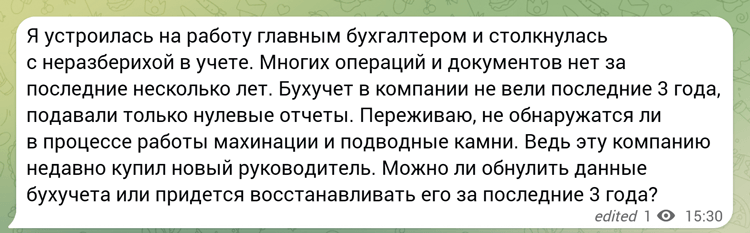 Я устроилась на работу главным бухгалтером и столкнулась
с неразберихой в учете. Многих операций и документов нет за
последние несколько лет. Бухучет в компании не вели последние 3 года,
подавали только нулевые отчеты. Переживаю, не обнаружатся ли
в процессе работы махинации и подводные камни. Ведь эту компанию
недавно купил новый руководитель. Можно ли обнулить данные
бухучета или придется восстанавливать его за последние 3 года?
edited 1 15:30